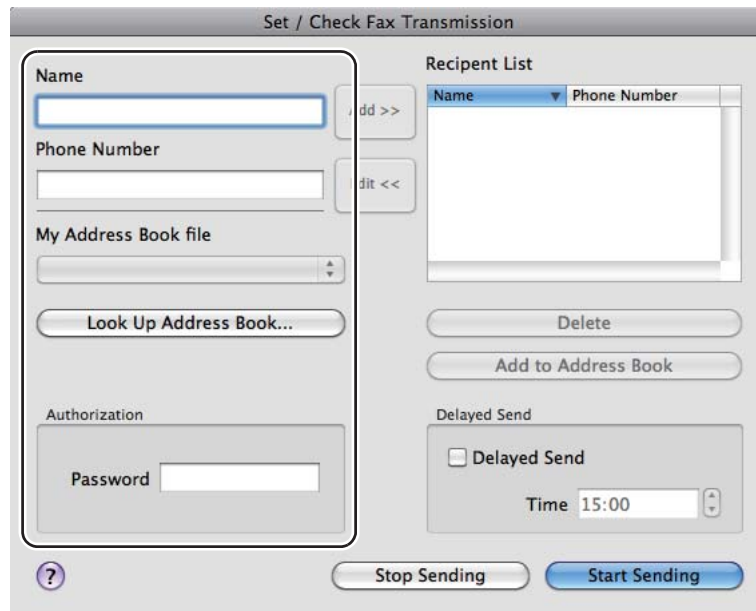 Set / Check Fax Transmission
Name
Phone Number
My Address Book file
Look Up Address Book...
Authorization
Password
dd >>
dit <<
Recipent List
Name ▼ Phone Number
Delete
Add to Address Book
Delayed Send
Delayed Send
Time 15:00
?
Stop Sending
Start Sending